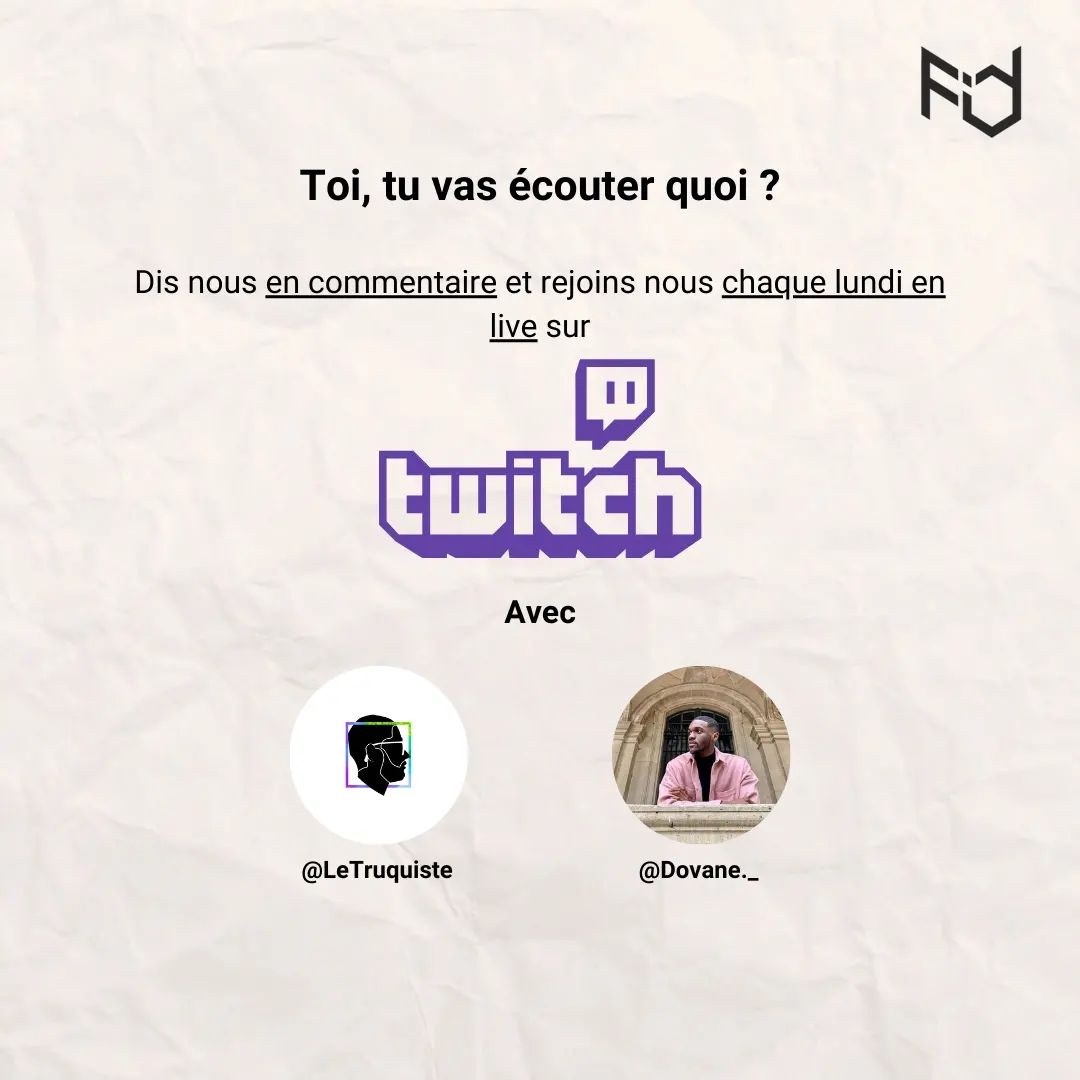 FiD
Toi, tu vas écouter quoi ?
Dis nous en commentaire et rejoins nous chaque lundi en
live sur
twitch
Avec
@LeTruquiste
@Dovane._